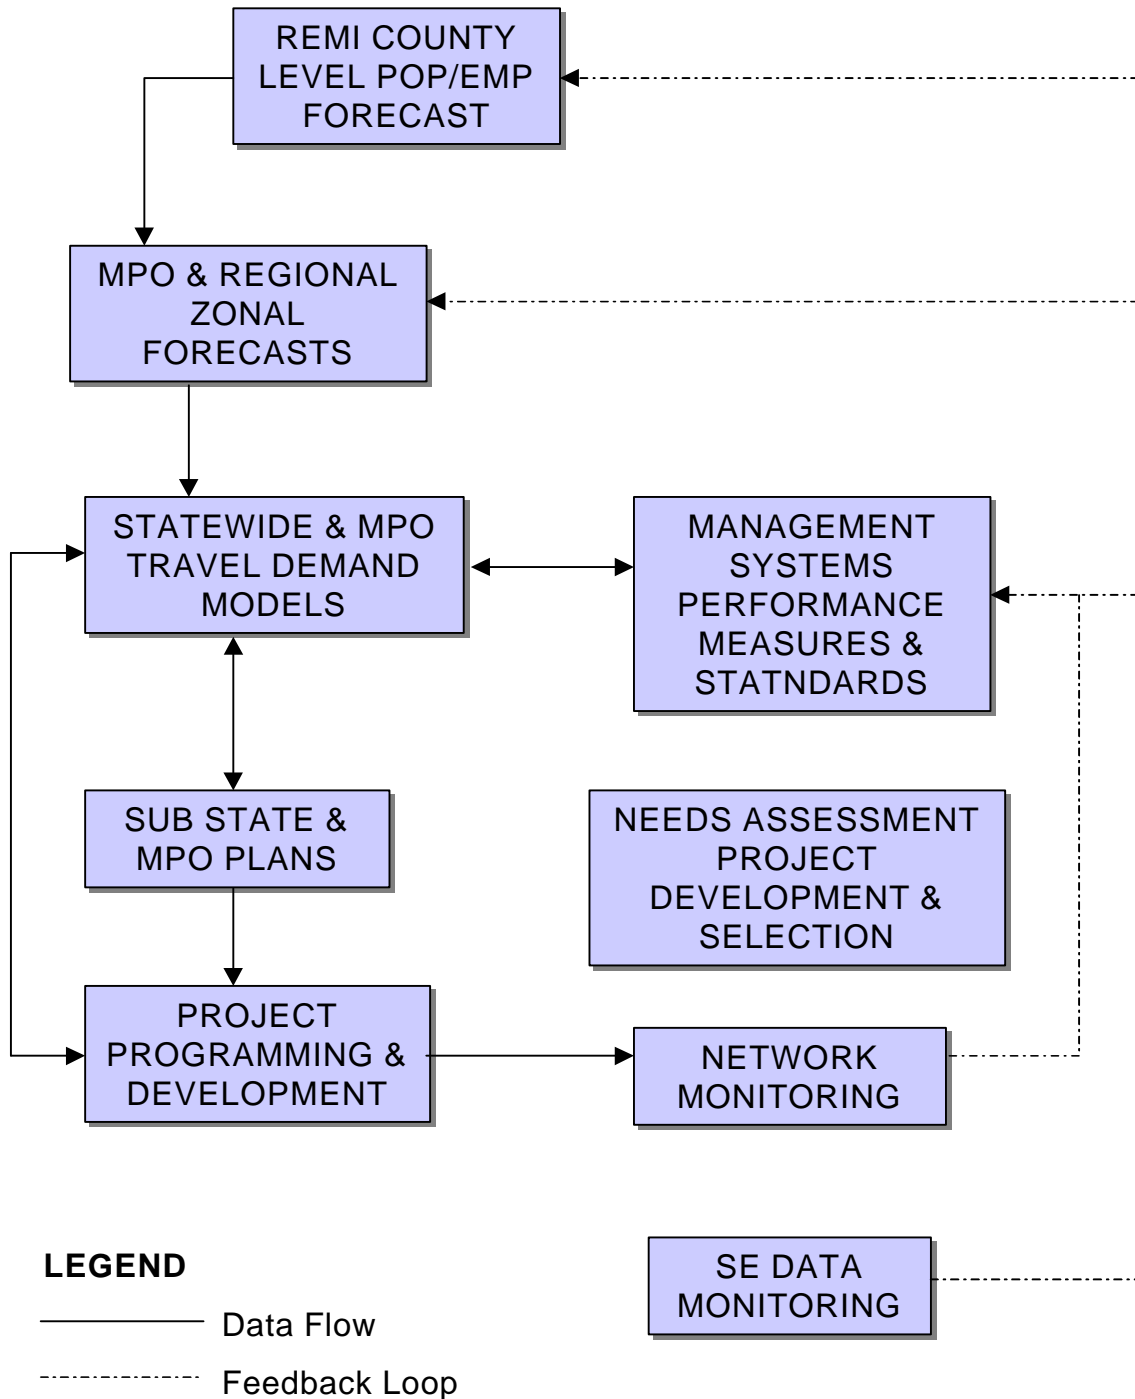 REMI COUNTY
LEVEL POP/EMP
FORECAST
MPO & REGIONAL
ZONAL
FORECASTS
STATEWIDE & MPO
TRAVEL DEMAND
MODELS
MANAGEMENT
SYSTEMS
PERFORMANCE
MEASURES &
STATNDARDS
SUB STATE &
MPO PLANS
NEEDS ASSESSMENT
PROJECT
DEVELOPMENT &
SELECTION
PROJECT
PROGRAMMING &
DEVELOPMENT
NETWORK
MONITORING
SE DATA
MONITORING
LEGEND
Data Flow
Feedback Loop